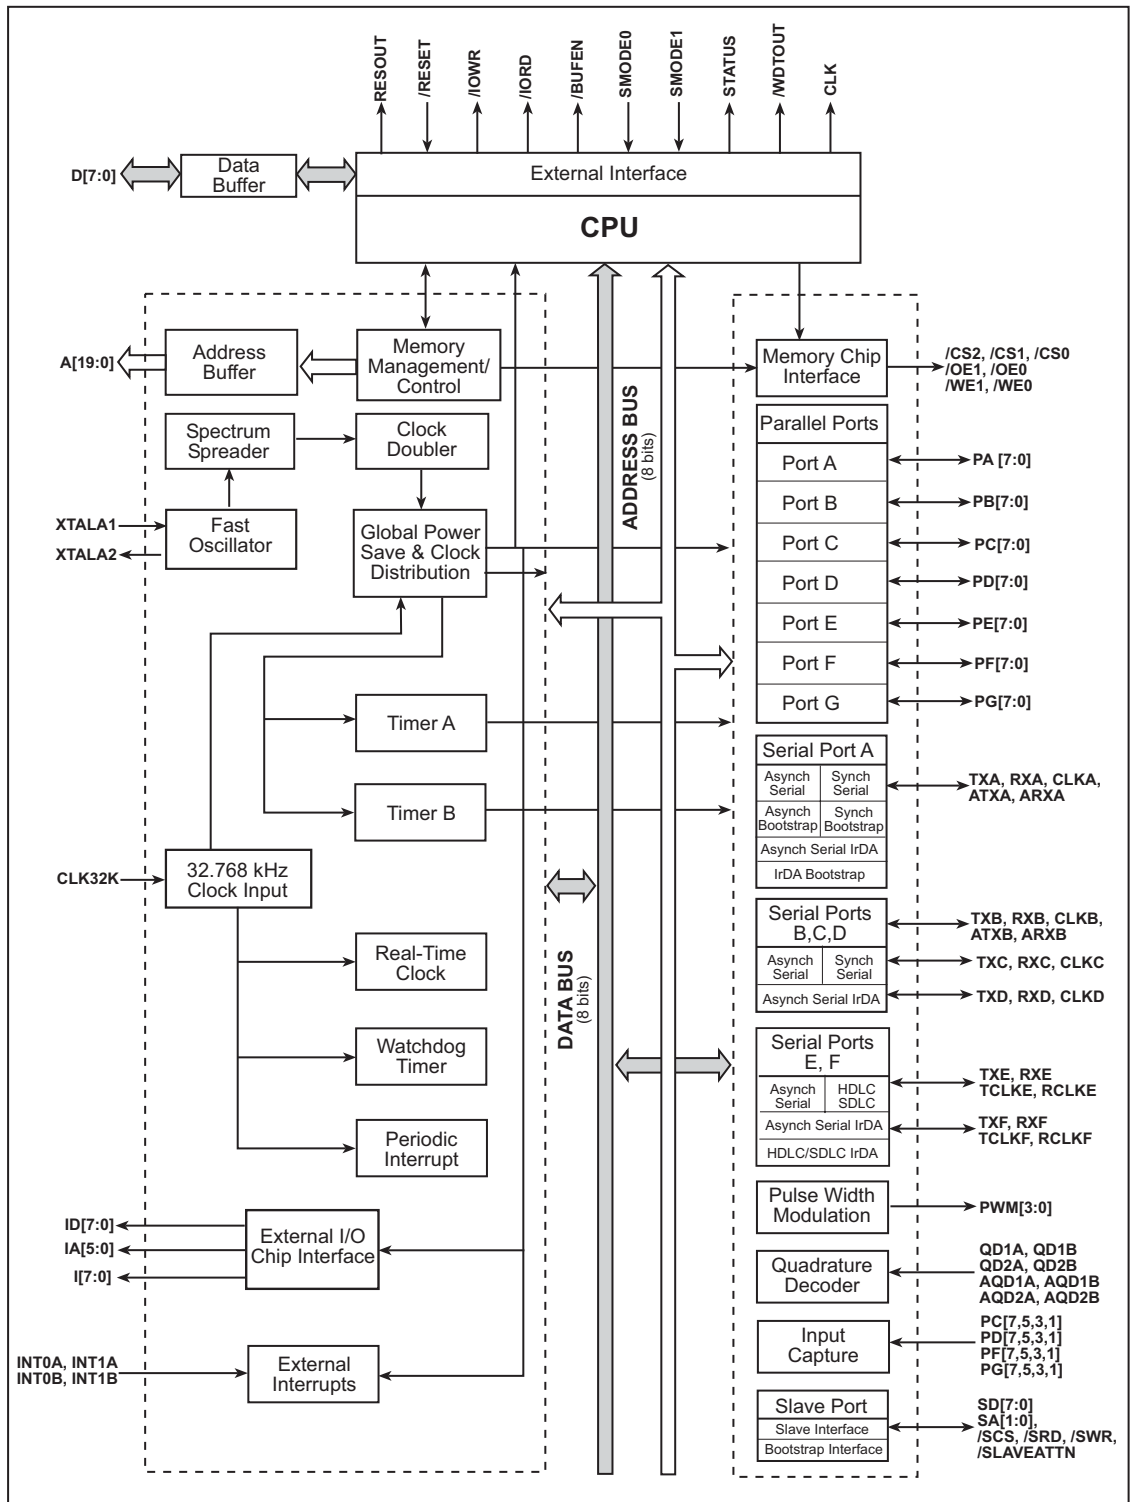 RESOUT
/RESET
/IOWR
/IORD
/BUFEN
SMODE0
SMODE1
STATUS
/WDTOUT
CLK
D[7:0]
Data
Buffer
External Interface
CPU
A[19:0]
Address
Buffer
Memory
Management/
Control
Memory Chip
Interface
/CS2, /CS1, /CS0
/OE1, /OE0
/WE1, /WE0
Spectrum
Spreader
Clock
Doubler
XTALA1
XTALA2
Fast
Oscillator
Global Power
Save & Clock
Distribution
ADDRESS BUS
(8 bits)
Parallel Ports
Port A
PA [7:0]
Port B
PB[7:0]
Port C
PC[7:0]
Port D
PD[7:0]
Port E
PE[7:0]
Port F
PF[7:0]
Port G
PG[7:0]
Timer A
Timer B
Serial Port A
Asynch
Serial
Synch
Serial
Asynch
Bootstrap
Synch
Bootstrap
Asynch Serial IrDA
IrDA Bootstrap
TXA, RXA, CLKA,
ATXA, ARXA
CLK32K
32.768 kHz
Clock Input
Real-Time
Clock
Watchdog
Timer
Periodic
Interrupt
DATA BUS
(8 bits)
Serial Ports
B,C,D
Asynch
Serial
Synch
Serial
Asynch Serial IrDA
TXB, RXB, CLKB,
ATXB, ARXB
TXC, RXC, CLKC
TXD, RXD, CLKD
Serial Ports
E, F
Asynch
Serial
HDLC
SDLC
Asynch Serial IrDA
HDLC/SDLC IrDA
TXE, RXE
TCLKE, RCLKE
TXF, RXF
TCLKF, RCLKF
Pulse Width
Modulation
PWM[3:0]
ID[7:0]
IA[5:0]
I[7:0]
External I/O
Chip Interface
Quadrature
Decoder
QD1A, QD1B
QD2A, QD2B
AQD1A, AQD1B
AQD2A, AQD2B
INT0A, INT1A
INT0B, INT1B
External
Interrupts
Input
Capture
PC[7,5,3,1]
PD[7,5,3,1]
PF[7,5,3,1]
PG[7,5,3,1]
Slave Port
Slave Interface
Bootstrap Interface
SD[7:0]
SA[1:0],
/SCS, /SRD, /SWR,
/SLAVEATTN